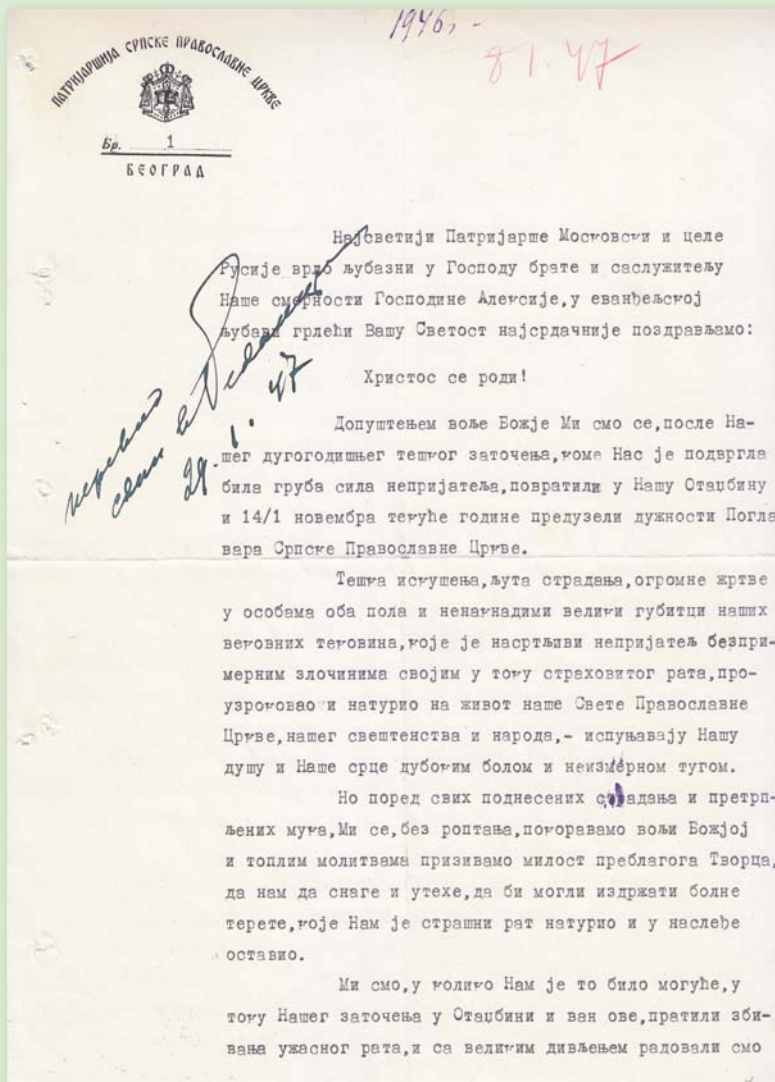 1946.-
81.47
ПАТРИЈАРШИЈА СРПСКЕ ПРАВОСЛАВНЕ ЦРКВЕ
Бр. 1
БЕОГРАД
Најсветији Патријарше Московски и целе
Русије врло љубазни у Господу брате и саслужитељу
Наше смерности Господине Алексије,у еванђељској
љубави грлећи Вашу Светост најсрдачније поздрављамо:
29. 1. 47
Христос се роди!
Допуштењем воље Божје Ми смо се,после На-
шег дугогодишњег тешког заточења,коме Нас је подвргла
била груба сила непријатеља,повратили у Нашу Отаџбину
и 14/1 новембра текуће године предузели дужности Погла
вара Српске Православне Цркве.
Тешка искушења,љута страдања,огромне жртве
у особама оба пола и ненакнадими велики губитци наших
вековних тековина,које је насртљиви непријатељ безпри-
мерним злочинима својим у току страховитог рата,про-
узроковао и натурио на живот наше Свете Православне
Цркве,нашег свештенства и народа,- испуњавају Нашу
душу и Наше срце дубоким болом и неизмерном тугом.
Но поред свих поднесених страдања и претрп-
љених мука,Ми се,без роптања,покоравамо вољи Божјој
и топлим молитвама призивамо милост преблагога Творца,
да нам да снаге и утехе,да би могли издржати болне
терете,које Нам је страшни рат натурио и у наслеђе
оставио.
Ми смо,у колико Нам је то било могуће,у
току Нашег заточења у Отаџбини и ван ове,пратили зби-
вања ужасног рата,и са великим дивљењем радовали смо